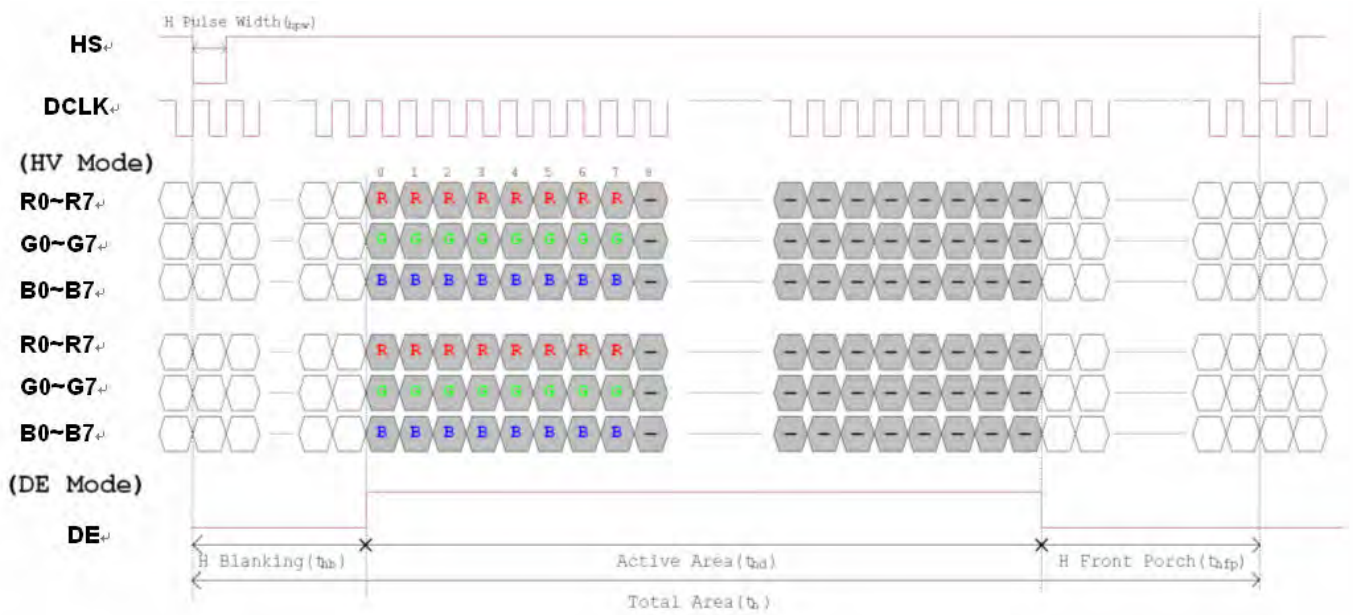 H Pulse Width(thpw)
HS↵
DCLK↵
(HV Mode)
0 1 2 3 4 5 6 7 8
R0~R7↵ R R R R R R R R - - - - - - - - -
G0~G7↵ G G G G G G G G - - - - - - - - -
B0~B7↵ B B B B B B B B - - - - - - - - -
R0~R7↵ R R R R R R R R - - - - - - - - -
G0~G7↵ G G G G G G G G - - - - - - - - -
B0~B7↵ B B B B B B B B - - - - - - - - -
(DE Mode)
DE↵
H Blanking(thb) Active Area(thd) H Front Porch(thfp)
Total Area(th)